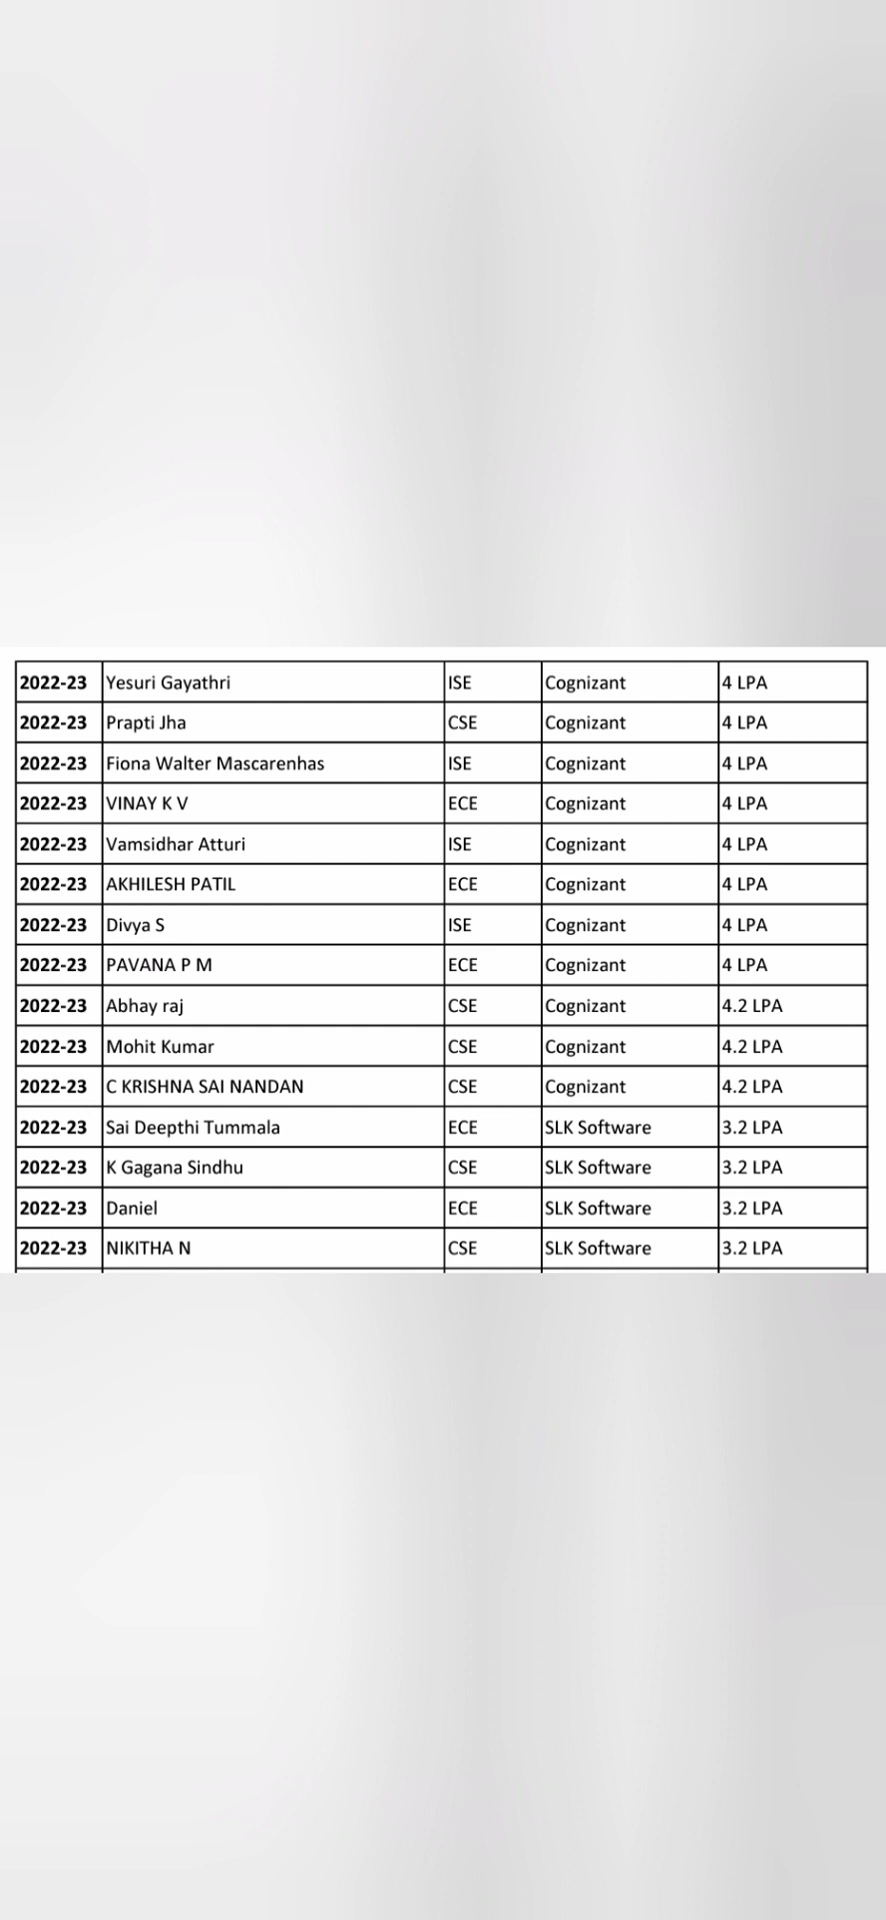 2022-23 Yesuri Gayathri ISE Cognizant 4 LPA
2022-23 Prapti Jha CSE Cognizant 4 LPA
2022-23 Fiona Walter Mascarenhas ISE Cognizant 4 LPA
2022-23 VINAY K V ECE Cognizant 4 LPA
2022-23 Vamsidhar Atturi ISE Cognizant 4 LPA
2022-23 AKHILESH PATIL ECE Cognizant 4 LPA
2022-23 Divya S ISE Cognizant 4 LPA
2022-23 PAVANA P M ECE Cognizant 4 LPA
2022-23 Abhay raj CSE Cognizant 4.2 LPA
2022-23 Mohit Kumar CSE Cognizant 4.2 LPA
2022-23 C KRISHNA SAI NANDAN CSE Cognizant 4.2 LPA
2022-23 Sai Deepthi Tummala ECE SLK Software 3.2 LPA
2022-23 K Gagana Sindhu CSE SLK Software 3.2 LPA
2022-23 Daniel ECE SLK Software 3.2 LPA
2022-23 NIKITHA N CSE SLK Software 3.2 LPA